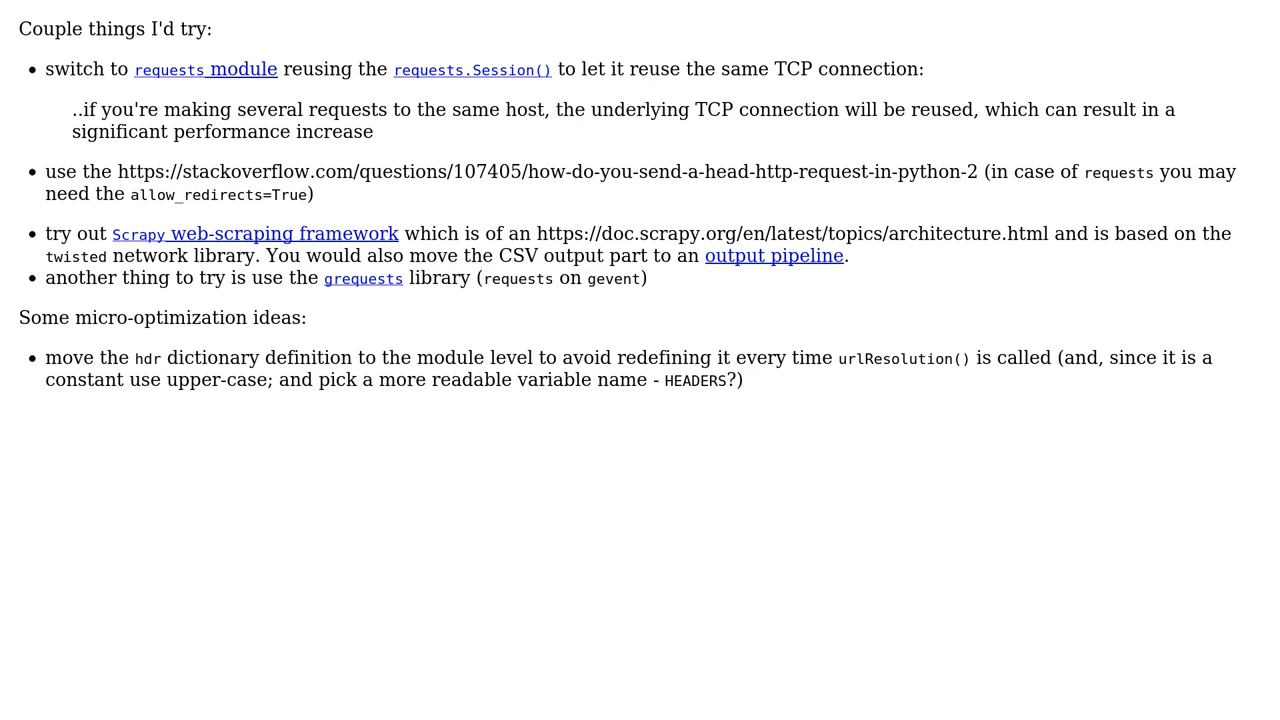 Couple things I'd try:
switch to requests module reusing the requests.Session() to let it reuse the same TCP connection:
..if you're making several requests to the same host, the underlying TCP connection will be reused, which can result in a
significant performance increase
use the https://stackoverflow.com/questions/107405/how-do-you-send-a-head-http-request-in-python-2 (in case of requests you may
need the allow_redirects=True)
try out Scrapy web-scraping framework which is of an https://doc.scrapy.org/en/latest/topics/architecture.html and is based on the
twisted network library. You would also move the CSV output part to an output pipeline.
another thing to try is use the grequests library (requests on gevent)
Some micro-optimization ideas:
move the hdr dictionary definition to the module level to avoid redefining it every time urlResolution() is called (and, since it is a
constant use upper-case; and pick a more readable variable name - HEADERS?)